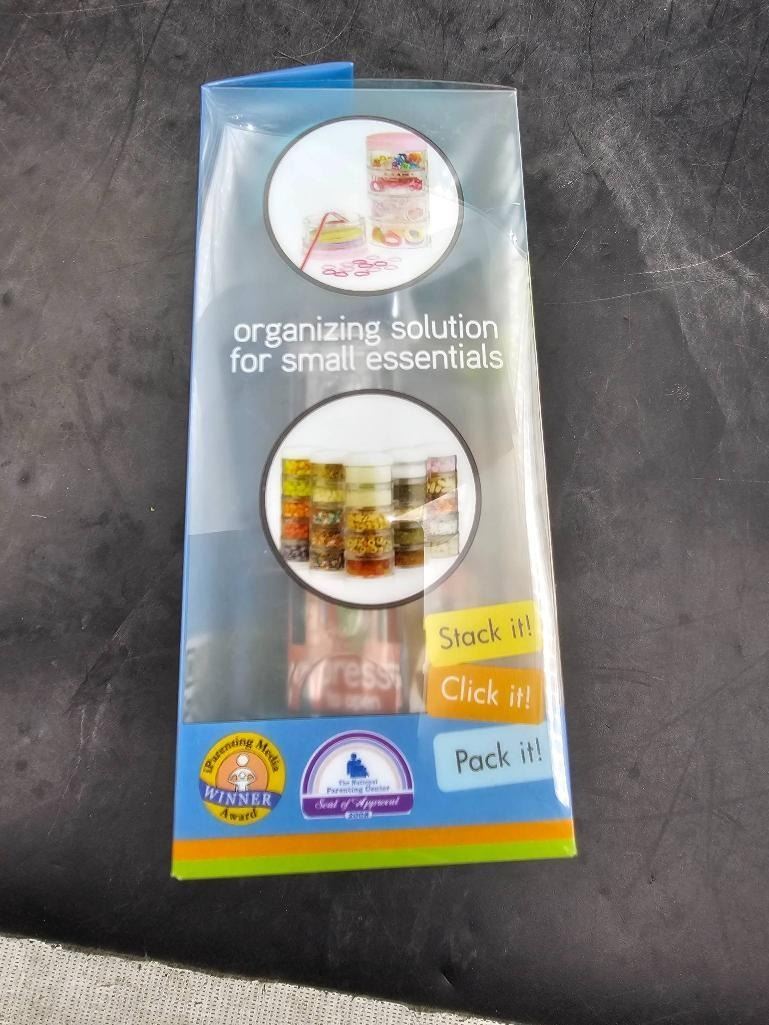 organizing solution
for small essentials
Stack it!
Click it!
Pack it!
iParenting Media
WINNER
Award
The National
Parenting Center
Seal of Approval
2008